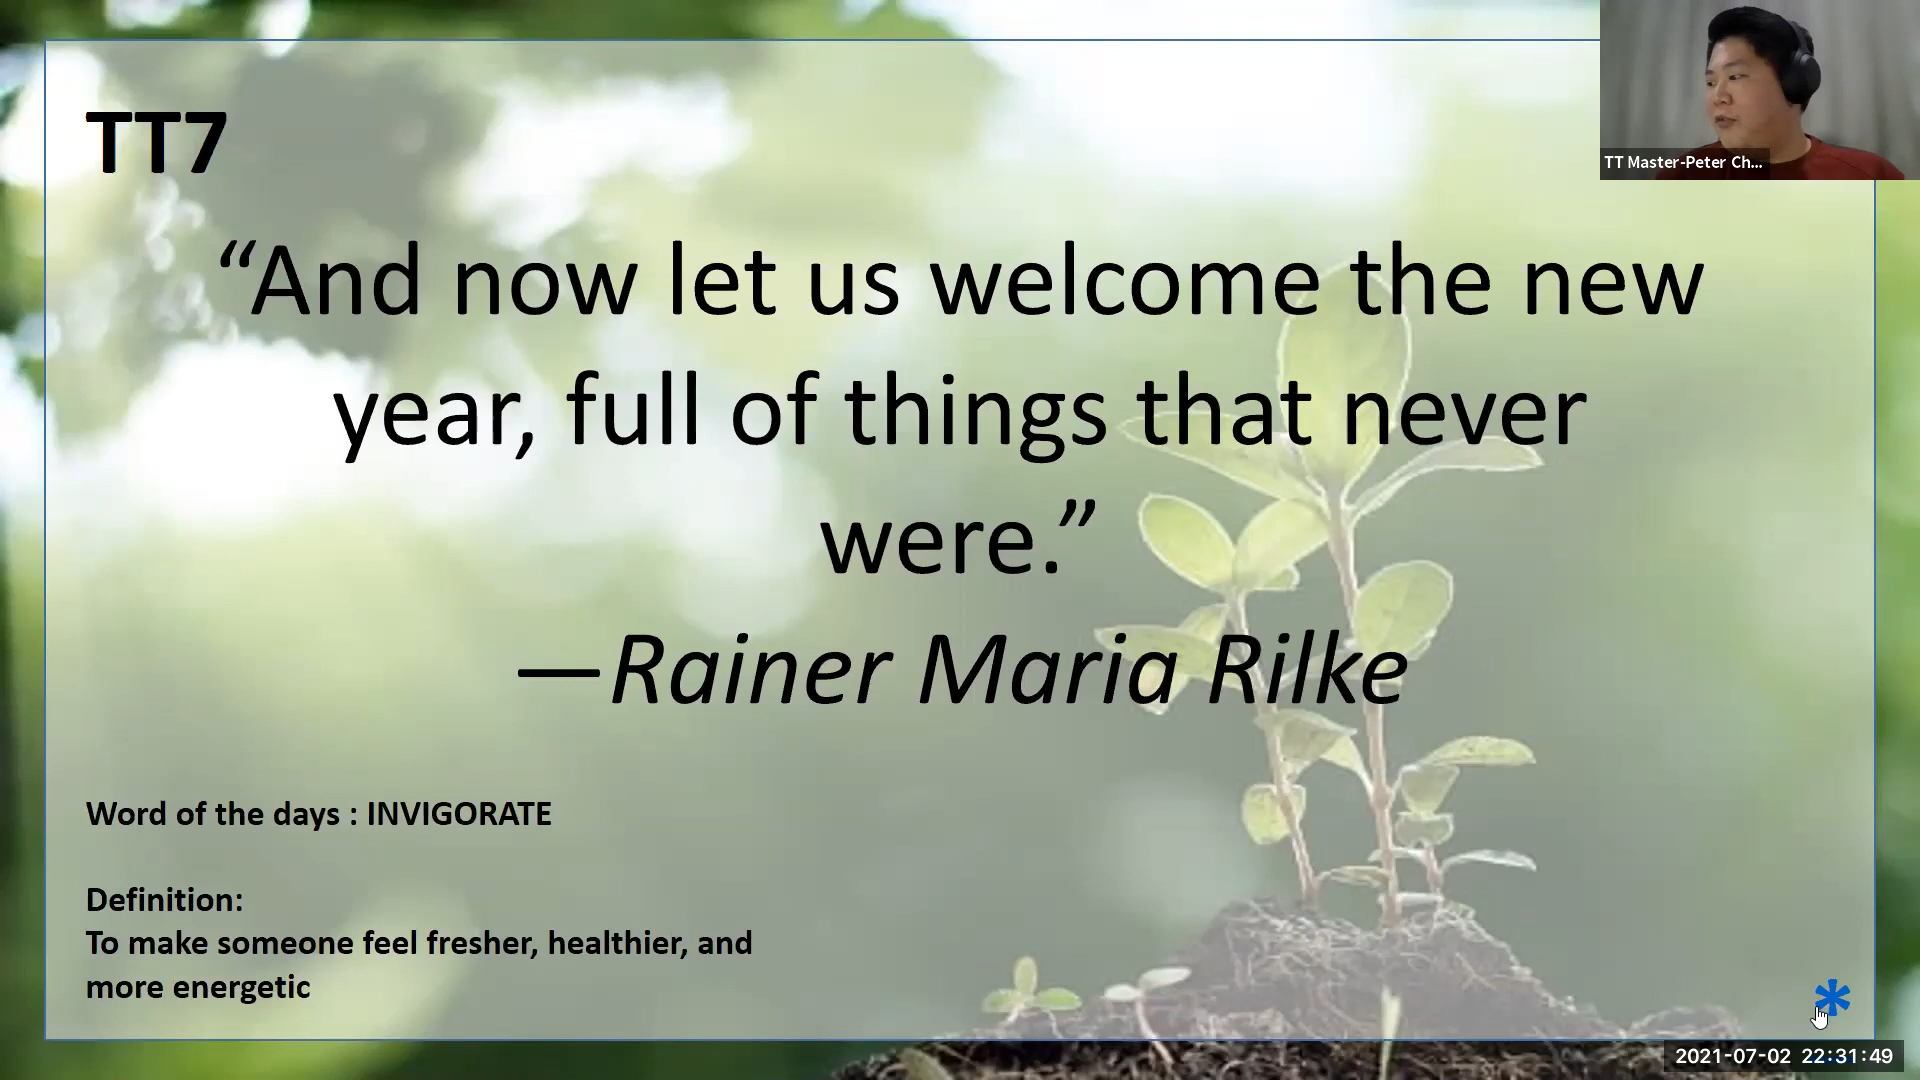 TT7
“And now let us welcome the new
year, full of things that never
were.”
—Rainer Maria Rilke
Word of the days : INVIGORATE
Definition:
To make someone feel fresher, healthier, and
more energetic
TT Master-Peter Ch...
2021-07-02 22:31:49